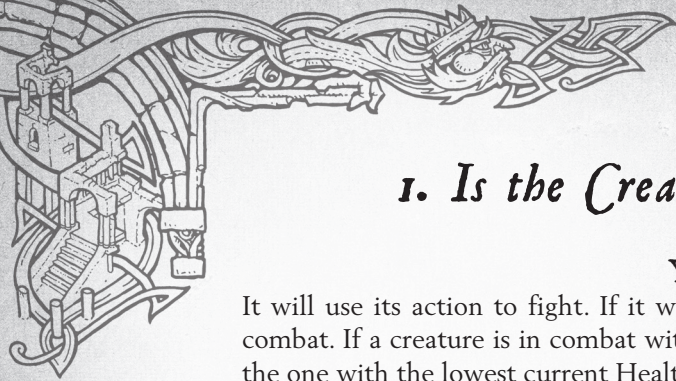 1. Is the Crea
It will use its action to fight. If it w
combat. If a creature is in combat wit
the one with the lowest current Healt